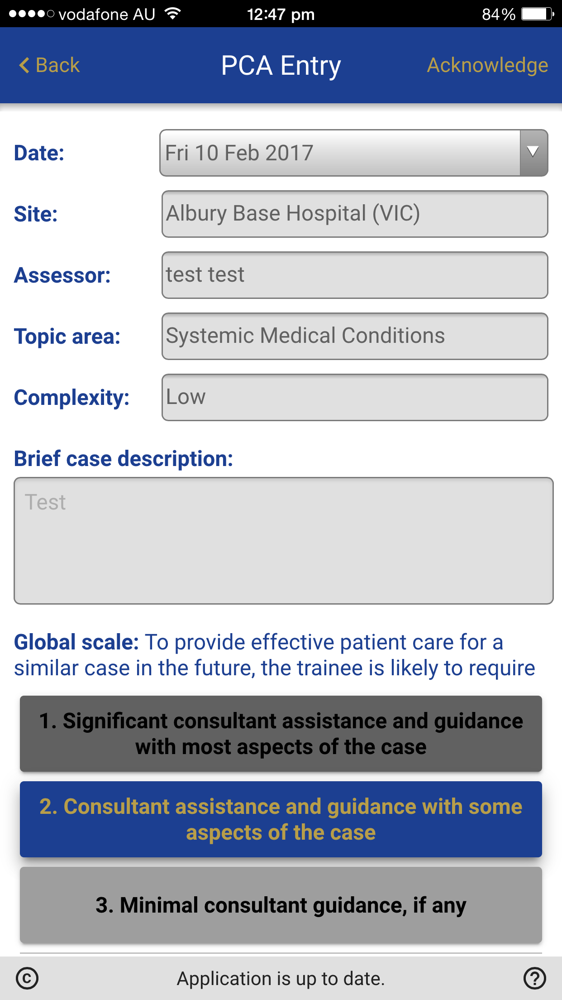 vodafone AU 12:47 pm 84%
Back PCA Entry Acknowledge
Date: Fri 10 Feb 2017
Site: Albury Base Hospital (VIC)
Assessor: test test
Topic area: Systemic Medical Conditions
Complexity: Low
Brief case description:
Test
Global scale: To provide effective patient care for a
similar case in the future, the trainee is likely to require
1. Significant consultant assistance and guidance
with most aspects of the case
2. Consultant assistance and guidance with some
aspects of the case
3. Minimal consultant guidance, if any
© Application is up to date. ?